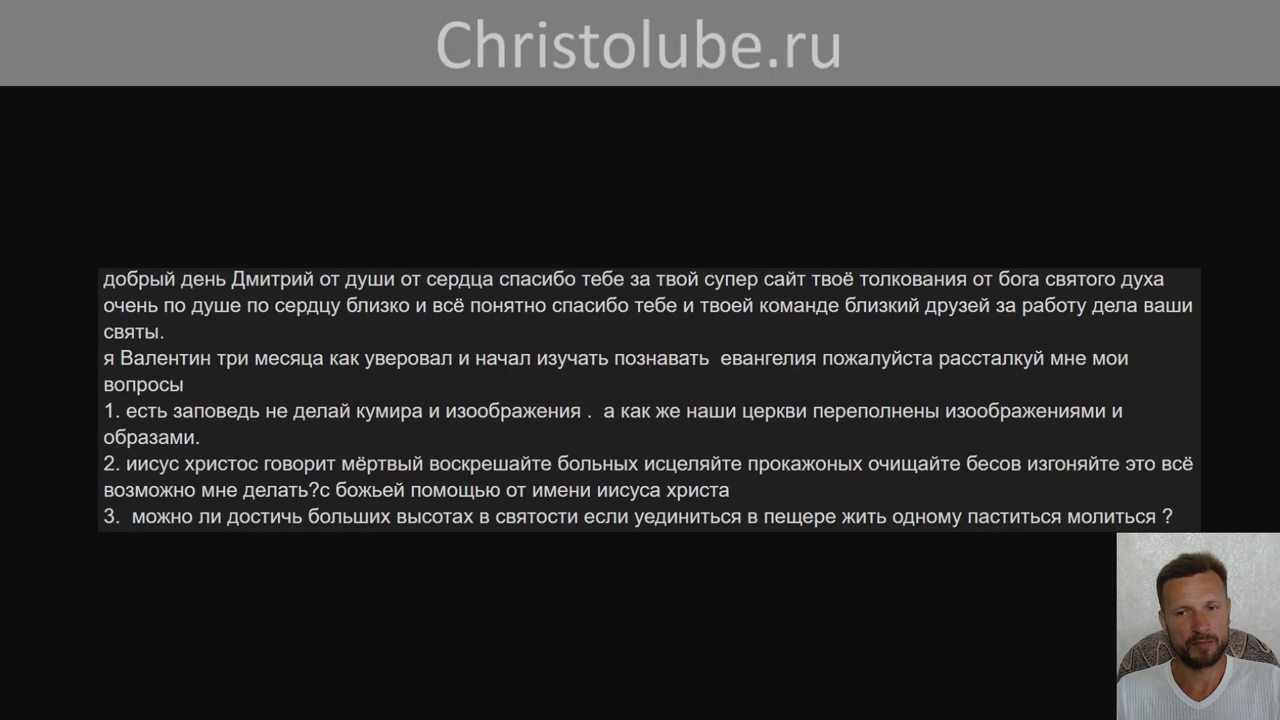 Christolube.ru
добрый день Дмитрий от души от сердца спасибо тебе за твой супер сайт твоё толкования от бога святого духа
очень по душе по сердцу близко и всё понятно спасибо тебе и твоей команде близкий друзей за работу дела ваши
святы.
я Валентин три месяца как уверовал и начал изучать познавать  евангелия пожалуйста рассталкуй мне мои
вопросы
1. есть заповедь не делай кумира и изоображения .  а как же наши церкви переполнены изоображениями и
образами.
2. иисус христос говорит мёртвый воскрешайте больных исцеляйте прокажоных очищайте бесов изгоняйте это всё
возможно мне делать?с божьей помощью от имени иисуса христа
3.  можно ли достичь больших высотах в святости если уединиться в пещере жить одному паститься молиться ?